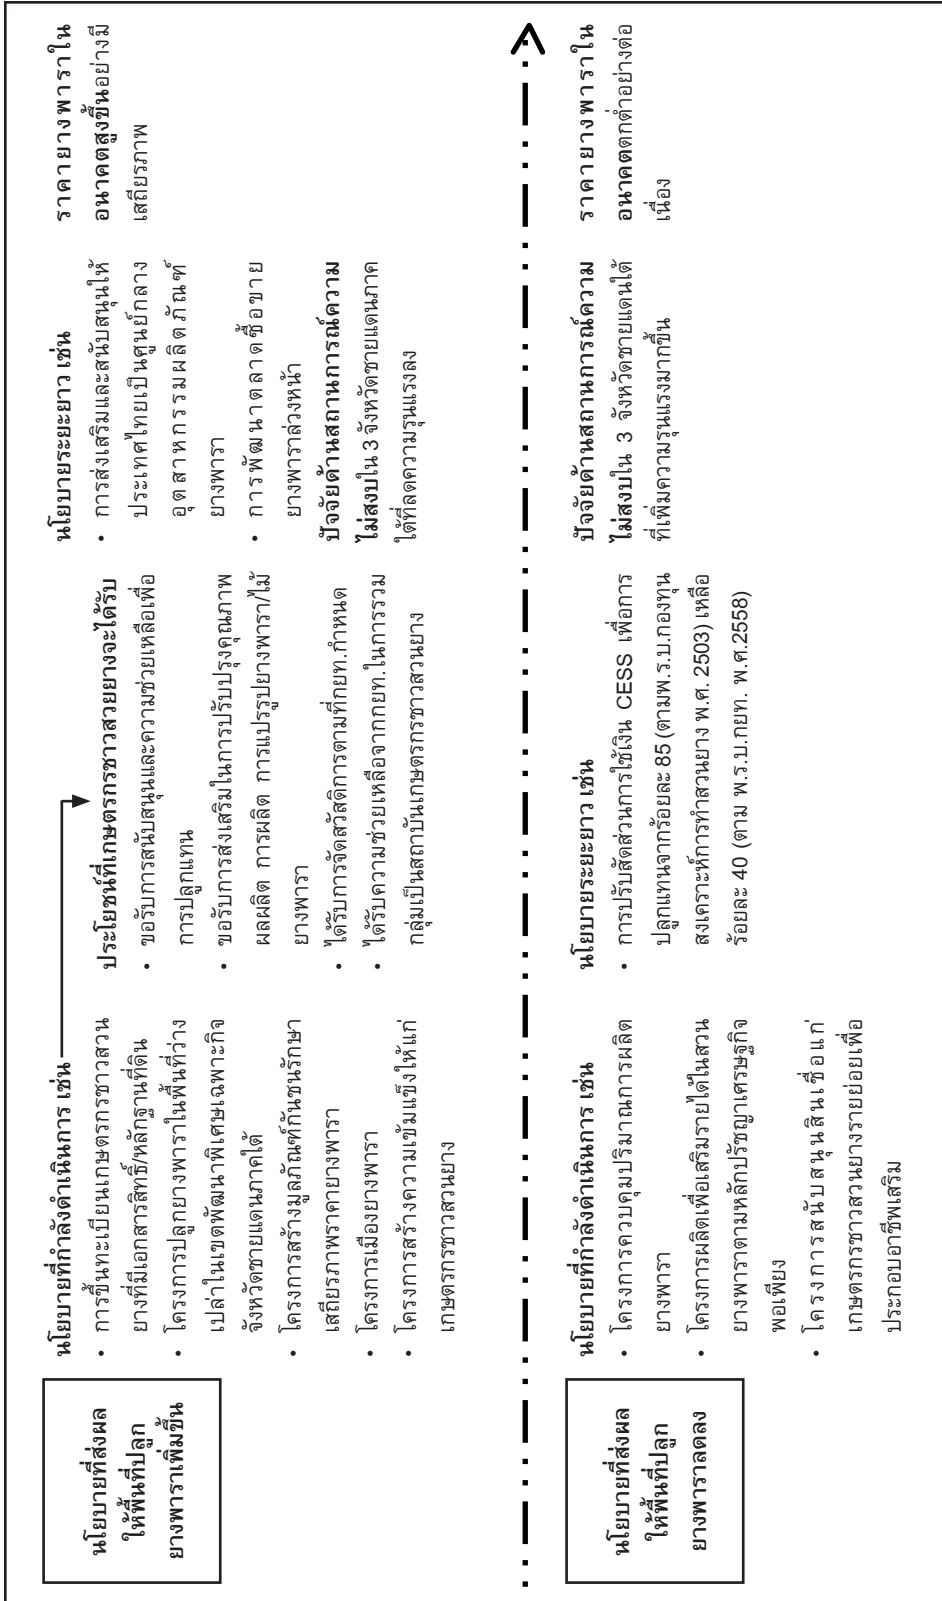 นโยบายที่ส่งผล
ให้พื้นที่ปลูก
ยางพาราเพิ่มขึ้น
นโยบายที่กำลังดำเนินการ เช่น
• การขึ้นทะเบียนเกษตรกรชาวสวน
ยางที่มีเอกสารสิทธิ์/หลักฐานที่ดิน
• โครงการปลูกยางพาราในพื้นที่ว่าง
เปล่าในเขตพัฒนาพิเศษเฉพาะกิจ
จังหวัดชายแดนภาคใต้
• โครงการสร้างมูลภัณฑ์กันชนรักษา
เสถียรภาพราคายางพารา
• โครงการเมืองยางพารา
• โครงการสร้างความเข้มแข็งให้แก่
เกษตรกรชาวสวนยาง
ประโยชน์ที่เกษตรกรชาวสวยยางจะได้รับ
• ขอรับการสนับสนุนและความช่วยเหลือเพื่อ
การปลูกแทน
• ขอรับการส่งเสริมในการปรับปรุงคุณภาพ
ผลผลิต การผลิต การแปรรูปยางพารา/ไม้
ยางพารา
• ได้รับการจัดสวัสดิการตามที่กยท.กำหนด
• ได้รับความช่วยเหลือจากกยท.ในการรวม
กลุ่มเป็นสถาบันเกษตรกรชาวสวนยาง
นโยบายระยะยาว เช่น
• การส่งเสริมและสนับสนุนให้
ประเทศไทยเป็นศูนย์กลาง
อุตสาหกรรมผลิตภัณฑ์
ยางพารา
• การพัฒนาตลาดซื้อขาย
ยางพาราล่วงหน้า
ปัจจัยด้านสถานการณ์ความ
ไม่สงบใน 3 จังหวัดชายแดนภาค
ใต้ที่ลดความรุนแรงลง
ราคายางพาราใน
อนาคตสูงขึ้นอย่างมี
เสถียรภาพ
นโยบายที่ส่งผล
ให้พื้นที่ปลูก
ยางพาราลดลง
นโยบายที่กำลังดำเนินการ เช่น
• โครงการควบคุมปริมาณการผลิต
ยางพารา
• โครงการผลิตเพื่อเสริมรายได้ในสวน
ยางพาราตามหลักปรัชญาเศรษฐกิจ
พอเพียง
• โครงการสนับสนุนสินเชื่อแก่
เกษตรกรชาวสวนยางรายย่อยเพื่อ
ประกอบอาชีพเสริม
นโยบายระยะยาว เช่น
• การปรับสัดส่วนการใช้เงิน CESS เพื่อการ
ปลูกแทนจากร้อยละ 85 (ตามพ.ร.บ.กองทุน
สงเคราะห์การทำสวนยาง พ.ศ. 2503) เหลือ
ร้อยละ 40 (ตาม พ.ร.บ.กยท. พ.ศ.2558)
ปัจจัยด้านสถานการณ์ความ
ไม่สงบใน 3 จังหวัดชายแดนใต้
ที่เพิ่มความรุนแรงมากขึ้น
ราคายางพาราใน
อนาคตตกต่ำอย่างต่อ
เนื่อง